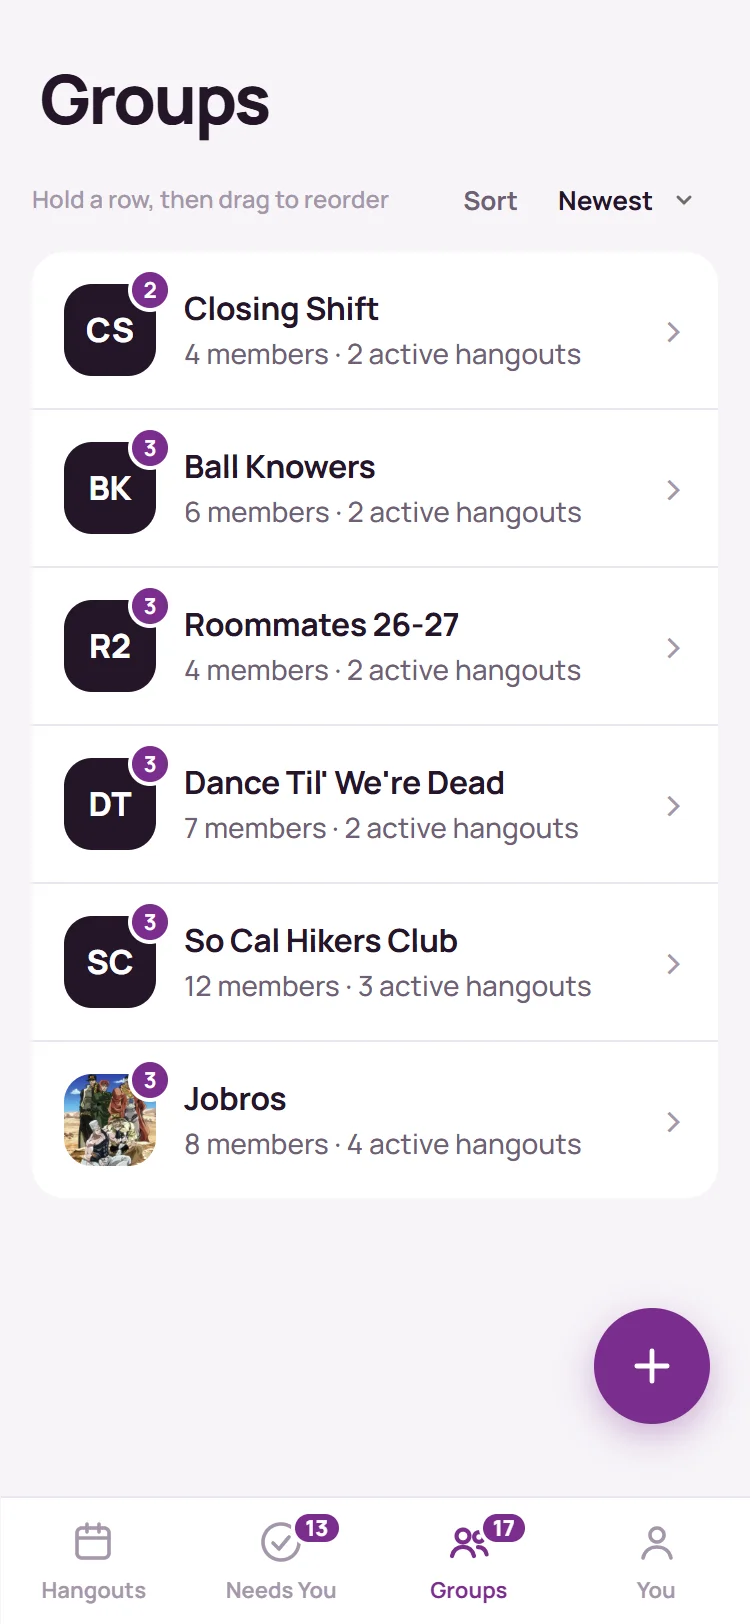 Groups
Hold a row, then drag to reorder Sort Newest
2
CS Closing Shift
4 members · 2 active hangouts
3
BK Ball Knowers
6 members · 2 active hangouts
3
R2 Roommates 26-27
4 members · 2 active hangouts
3
DT Dance Til' We're Dead
7 members · 2 active hangouts
3
SC So Cal Hikers Club
12 members · 3 active hangouts
3
Jobros
8 members · 4 active hangouts
13 17
Hangouts Needs You Groups You